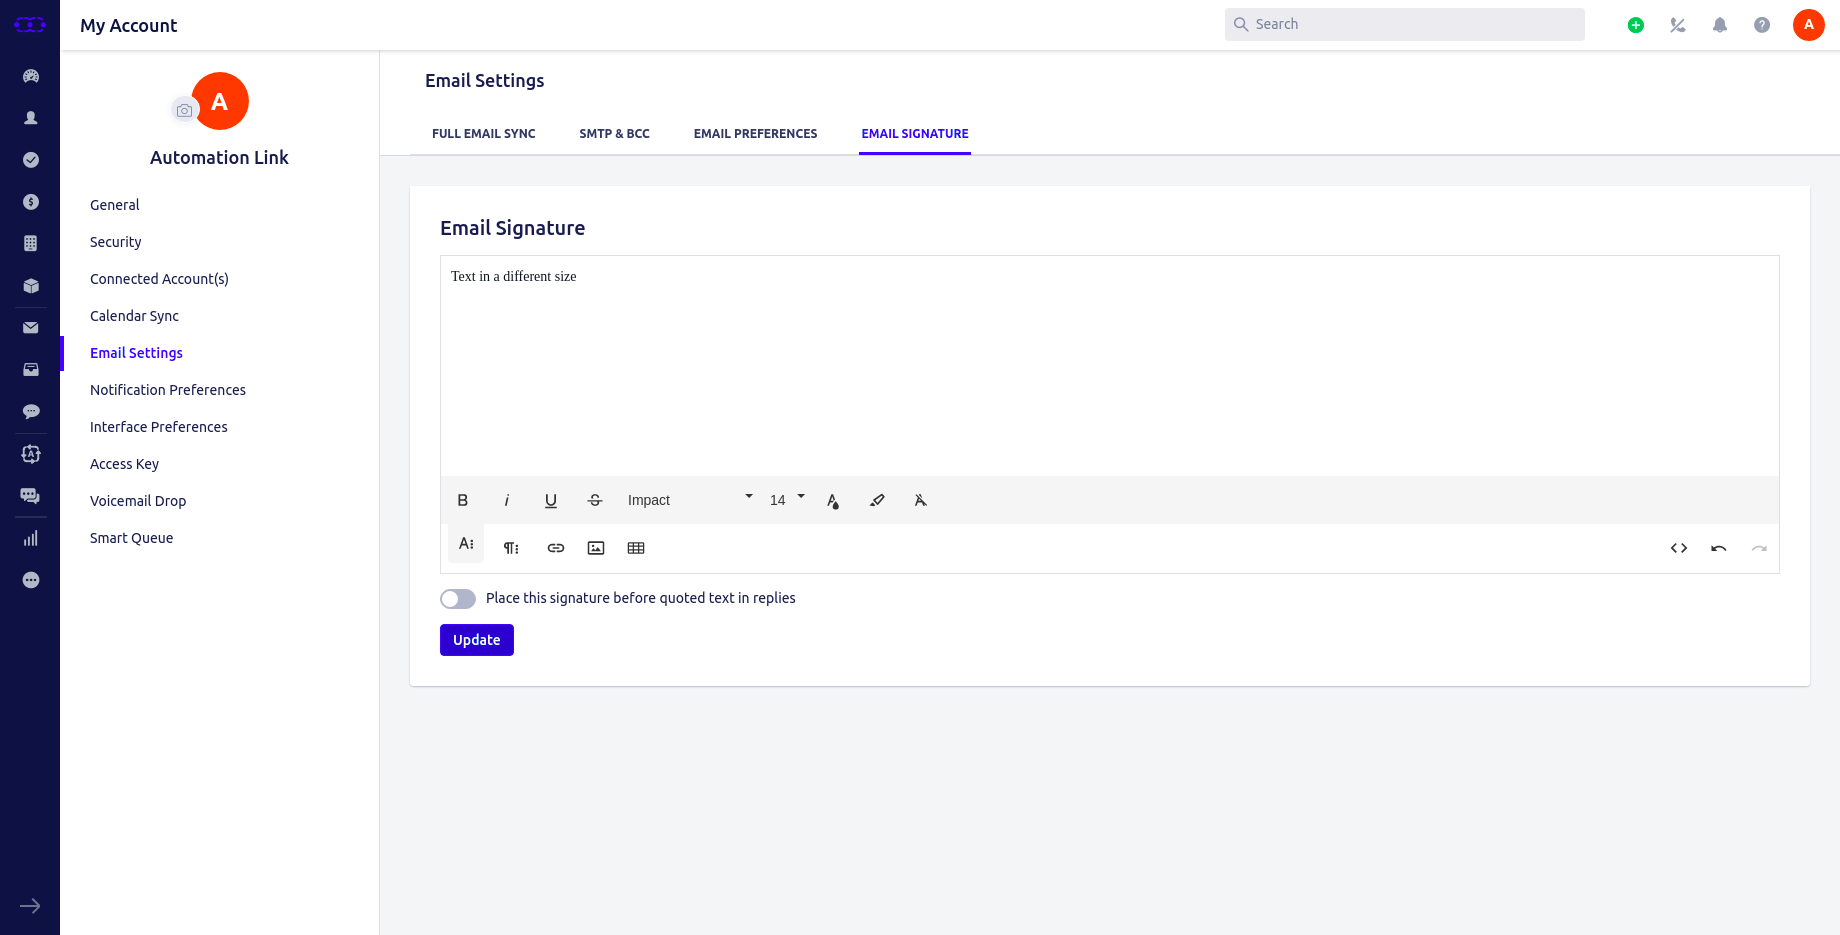 My Account
Search
A
A
Automation Link
General
Security
Connected Account(s)
Calendar Sync
Email Settings
Notification Preferences
Interface Preferences
Access Key
Voicemail Drop
Smart Queue
Email Settings
FULL EMAIL SYNC SMTP & BCC EMAIL PREFERENCES EMAIL SIGNATURE
Email Signature
Text in a different size
Impact 14
Place this signature before quoted text in replies
Update